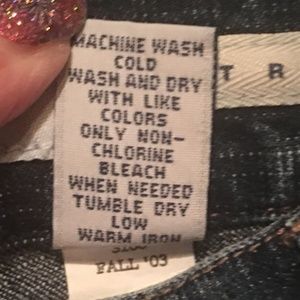 MACHINE WASH
COLD
WASH AND DRY
WITH LIKE
COLORS
ONLY NON-
CHLORINE
BLEACH
WHEN NEEDED
TUMBLE DRY
LOW
WARM IRON
FALL '03
T R